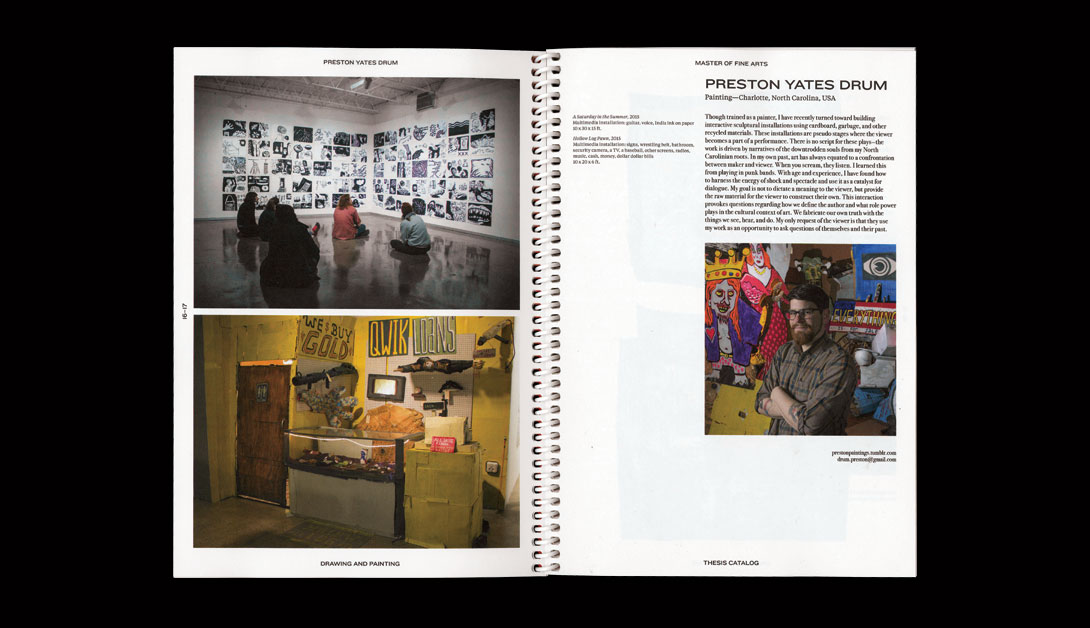 PRESTON YATES DRUM
WE BUY
GOLD
QWIK LOANS
16–17
DRAWING AND PAINTING
MASTER OF FINE ARTS
PRESTON YATES DRUM
Painting—Charlotte, North Carolina, USA
A Saturday in the Summer, 2015
Multimedia installation: guitar, voice, India ink on paper
10 x 30 x 15 ft.
Hollow Log Pawn, 2015
Multimedia installation: signs, wrestling belt, bathroom,
security camera, a TV, a baseball, other screens, radios,
music, cash, money, dollar dollar bills
10 x 20 x 4 ft.
Though trained as a painter, I have recently turned toward building
interactive sculptural installations using cardboard, garbage, and other
recycled materials. These installations are pseudo stages where the viewer
becomes a part of a performance. There is no script for these plays—the
work is driven by narratives of the downtrodden souls from my North
Carolinian roots. In my own past, art has always equated to a confrontation
between maker and viewer. When you scream, they listen. I learned this
from playing in punk bands. With age and experience, I have found how
to harness the energy of shock and spectacle and use it as a catalyst for
dialogue. My goal is not to dictate a meaning to the viewer, but provide
the raw material for the viewer to construct their own. This interaction
provokes questions regarding how we define the author and what role power
plays in the cultural context of art. We fabricate our own truth with the
things we see, hear, and do. My only request of the viewer is that they use
my work as an opportunity to ask questions of themselves and their past.
EVERYTHING
prestonpaintings.tumblr.com
drum.preston@gmail.com
THESIS CATALOG